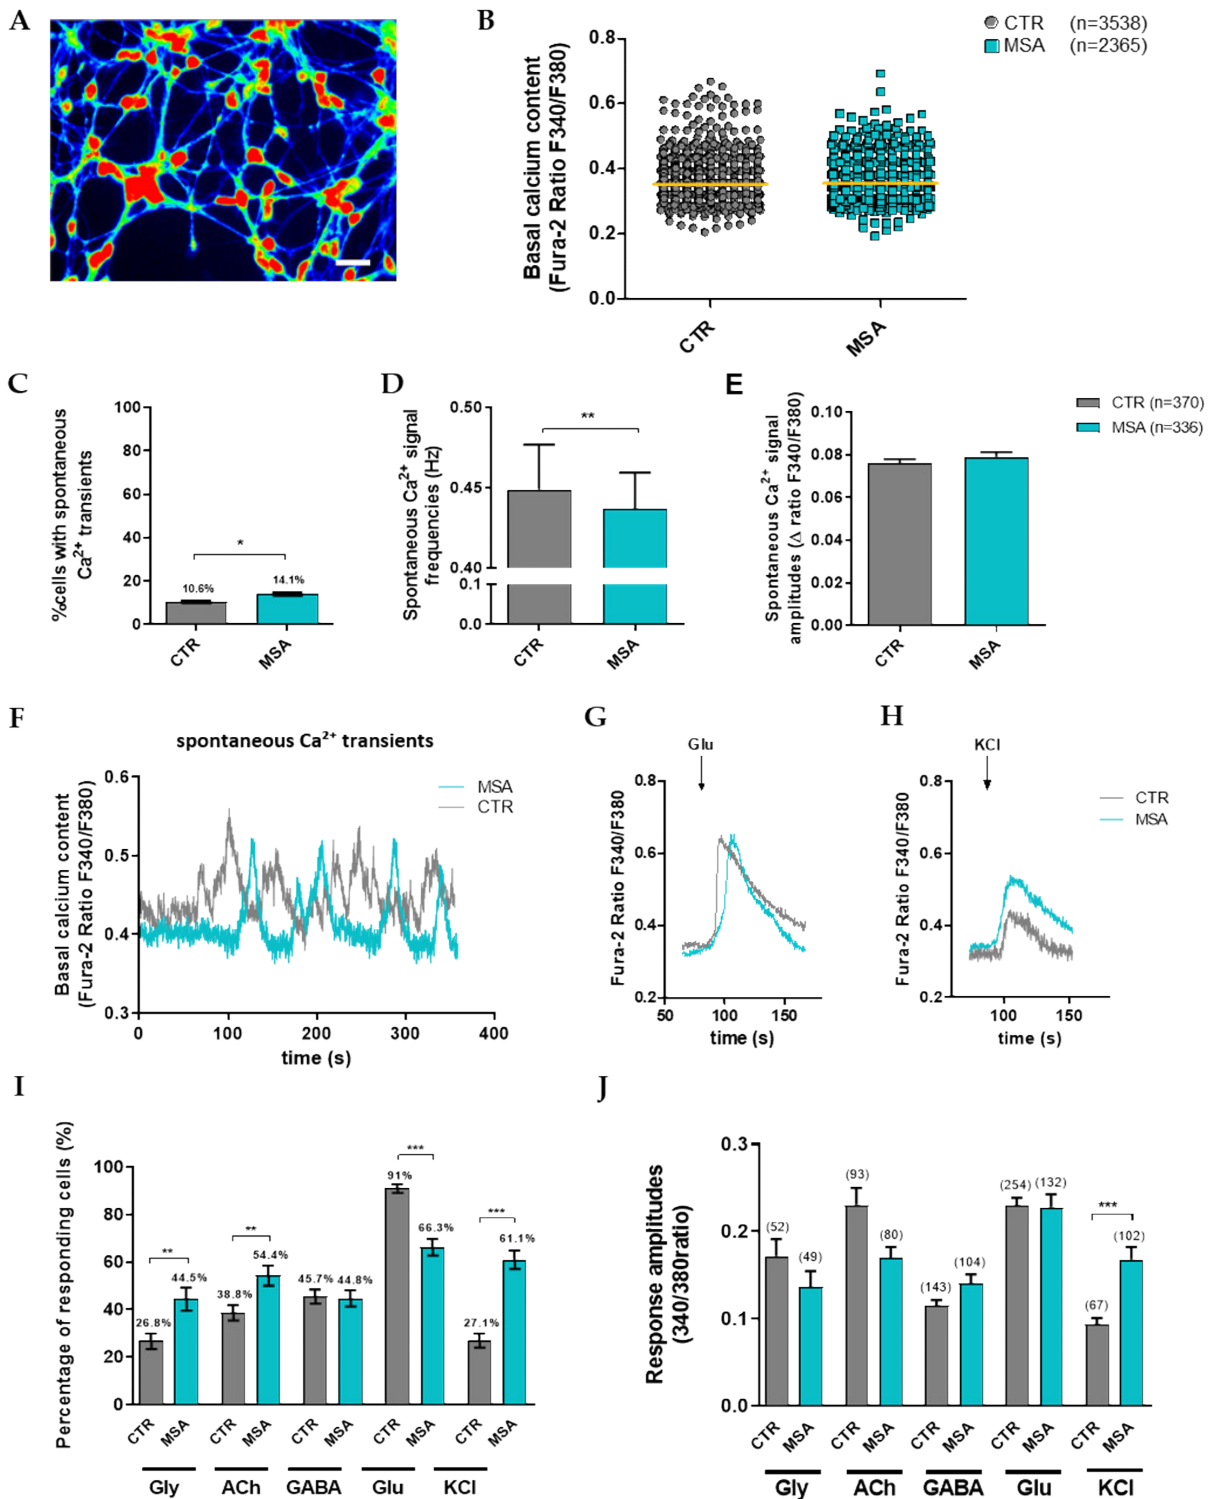 A
B
CTR (n=3538)
MSA (n=2365)
Basal calcium content
(Fura-2 Ratio F340/F380)
0.8
0.6
0.4
0.2
0.0
CTR
MSA
C
%cells with spontaneous
Ca2+ transients
100
80
60
40
20
0
*
10.6%
14.1%
CTR
MSA
D
Spontaneous Ca2+ signal
frequencies (Hz)
0.50
0.45
0.40
0.1
0.0
**
CTR
MSA
E
Spontaneous Ca2+ signal
amplitudes (Δ ratio F340/F380)
0.10
0.08
0.06
0.04
0.02
0.00
CTR
MSA
CTR (n=370)
MSA (n=336)
F
spontaneous Ca2+ transients
Basal calcium content
(Fura-2 Ratio F340/F380)
0.6
0.5
0.4
0.3
MSA
CTR
0 100 200 300 400
time (s)
G
Glu
Fura-2 Ratio F340/F380
0.8
0.6
0.4
0.2
50 100 150
time (s)
H
KCl
Fura-2 Ratio F340/F380
0.8
0.6
0.4
0.2
CTR
MSA
100 150
time (s)
I
Percentage of responding cells (%)
100
80
60
40
20
0
** ** *** ***
26.8% 44.5% 38.8% 54.4% 45.7% 44.8% 91% 66.3% 27.1% 61.1%
CTR MSA CTR MSA CTR MSA CTR MSA CTR MSA
Gly ACh GABA Glu KCl
J
Response amplitudes
(340/380ratio)
0.3
0.2
0.1
0.0
***
(52) (49) (93) (80) (143) (104) (254) (132) (67) (102)
CTR MSA CTR MSA CTR MSA CTR MSA CTR MSA
Gly ACh GABA Glu KCl